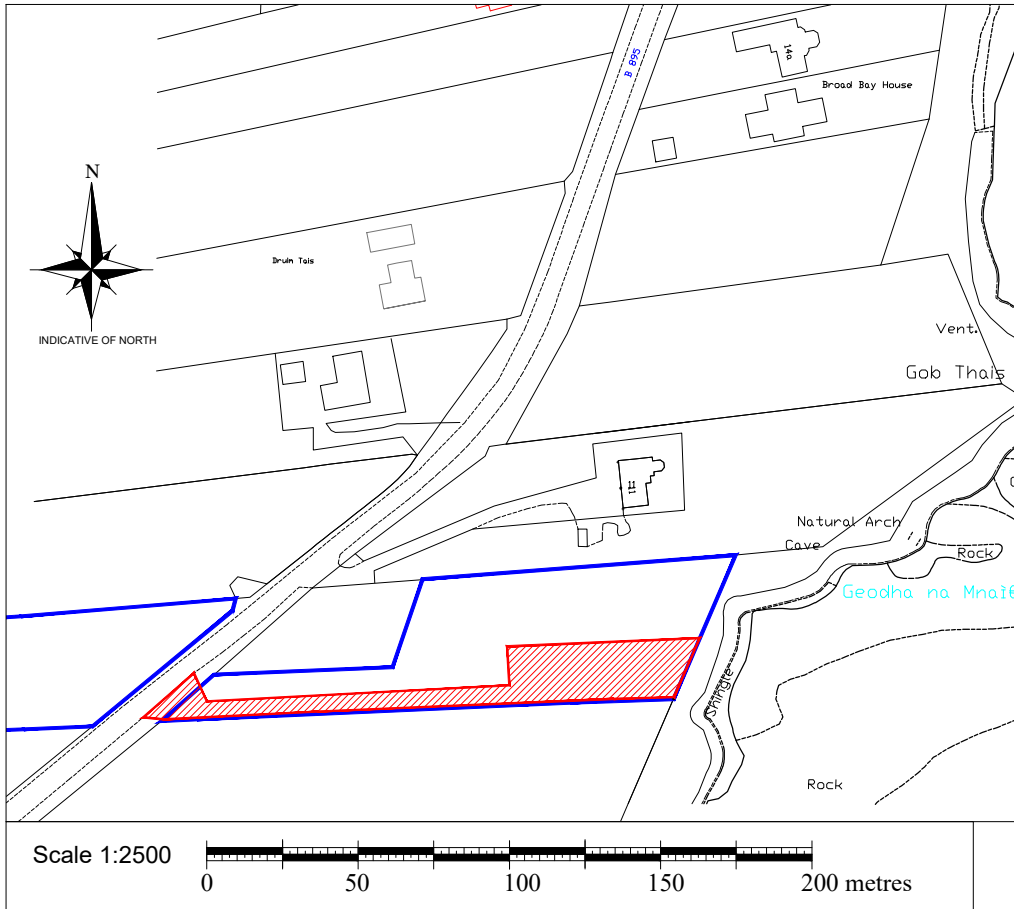 B 895
14a
Broad Bay House
N
INDICATIVE OF NORTH
Druim Tais
Vent.
Gob Thais
Natural Arch
Cave
Rock
Shingle
Rock
Scale 1:2500
0 50 100 150 200 metres